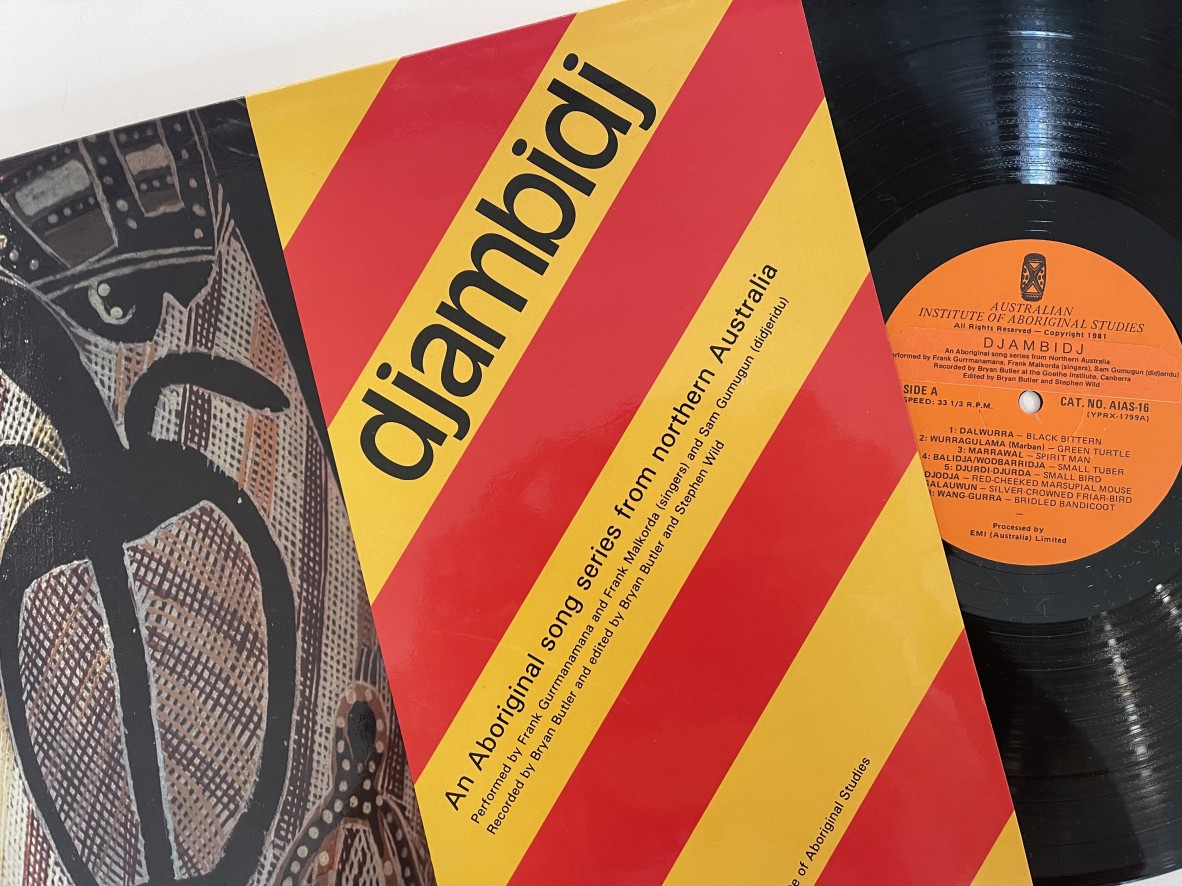 djambidj
An Aboriginal song series from northern Australia
Performed by Frank Gurrmanamana and Frank Malkorda (singers) and Sam Gumugun (didjeridu)
Recorded by Bryan Butler and edited by Bryan Butler and Stephen Wild
of Aboriginal Studies
AUSTRALIAN
INSTITUTE OF ABORIGINAL STUDIES
All Rights Reserved — Copyright 1981
DJAMBIDJ
An Aboriginal song series from Northern Australia
erformed by Frank Gurrmanamana, Frank Malkorda (singers), Sam Gumugun (didjeridu)
Recorded by Bryan Butler at the Goethe Institute, Canberra
Edited by Bryan Butler and Stephen Wild
SIDE A
SPEED: 33 1/3 R.P.M.
CAT. NO. AIAS-16
(YPRX-1799A)
1: DALWURRA — BLACK BITTERN
2: WURRAGULAMA (Marban) — GREEN TURTLE
3: MARRAWAL — SPIRIT MAN
4: BALIDJA/WODBARRIDJA — SMALL TUBER
5: DJURDI-DJURDA — SMALL BIRD
DJODJA — RED-CHEEKED MARSUPIAL MOUSE
GALAUWUN — SILVER-CROWNED FRIAR-BIRD
: WANG-GURRA — BRIDLED BANDICOOT
Processed by
EMI (Australia) Limited